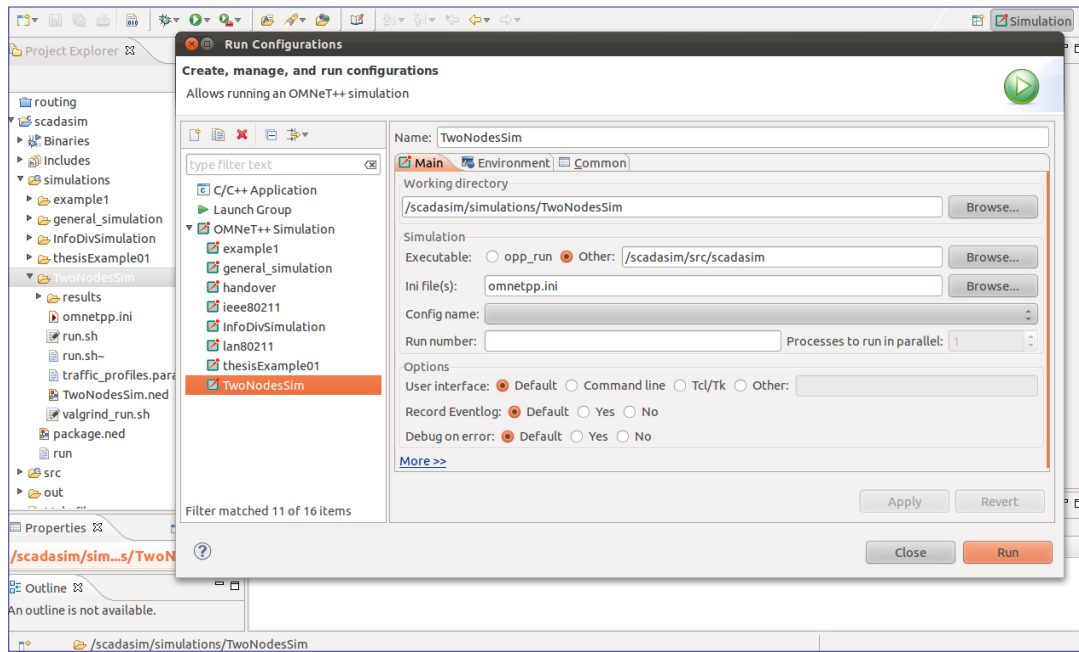 Simulation
Project Explorer
routing
scadasim
Binaries
Includes
simulations
example1
general_simulation
InfoDivSimulation
thesisExample01
TwoNodesSim
results
omnetpp.ini
run.sh
run.sh~
traffic_profiles.para
TwoNodesSim.ned
valgrind_run.sh
package.ned
run
src
out
Properties
/scadasim/sim...s/TwoN
Outline
An outline is not available.
/scadasim/simulations/TwoNodesSim
Run Configurations
Create, manage, and run configurations
Allows running an OMNeT++ simulation
type filter text
C/C++ Application
Launch Group
OMNeT++ Simulation
example1
general_simulation
handover
ieee80211
InfoDivSimulation
lan80211
thesisExample01
TwoNodesSim
Filter matched 11 of 16 items
Name: TwoNodesSim
Main Environment Common
Working directory
/scadasim/simulations/TwoNodesSim Browse...
Simulation
Executable: opp_run Other: /scadasim/src/scadasim Browse...
Ini file(s): omnetpp.ini Browse...
Config name:
Run number: Processes to run in parallel: 1
Options
User interface: Default Command line Tcl/Tk Other:
Record Eventlog: Default Yes No
Debug on error: Default Yes No
More >>
Apply Revert
Close Run